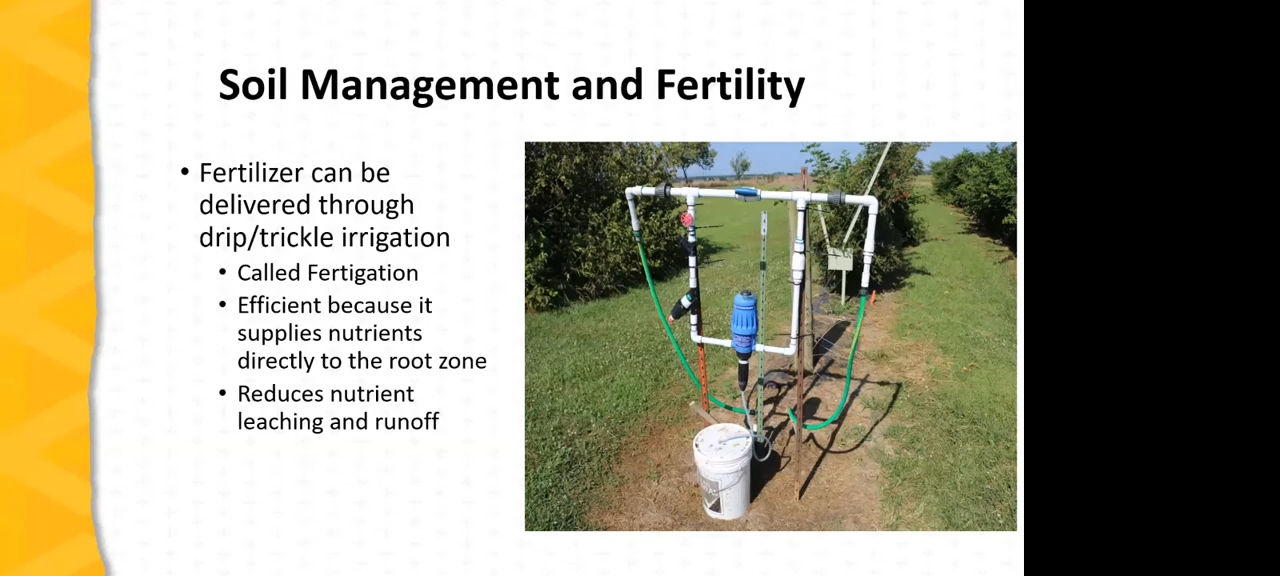 Soil Management and Fertility
• Fertilizer can be
delivered through
drip/trickle irrigation
• Called Fertigation
• Efficient because it
supplies nutrients
directly to the root zone
• Reduces nutrient
leaching and runoff